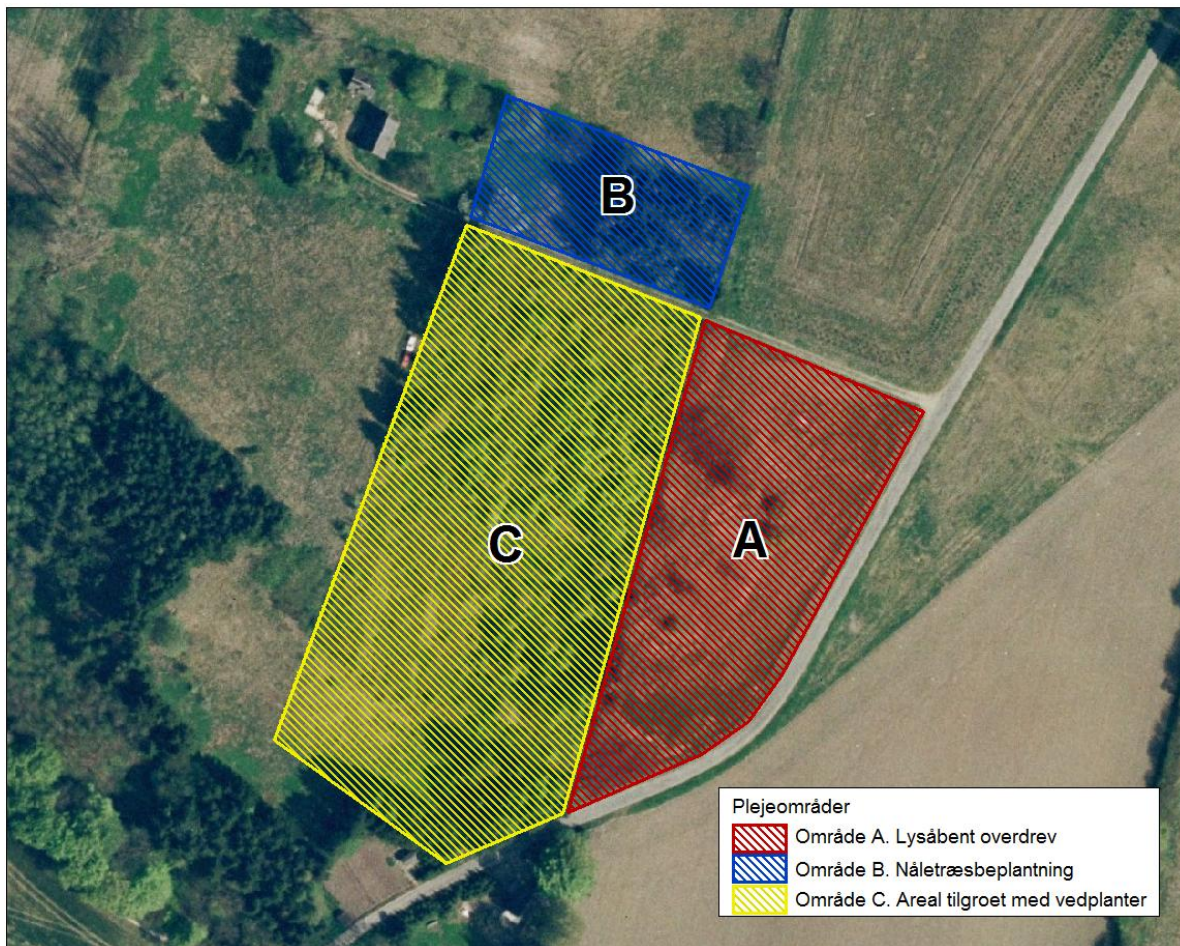 B
C
A
Plejeområder
Område A. Lysåbent overdrev
Område B. Nåletræsbeplantning
Område C. Areal tilgroet med vedplanter